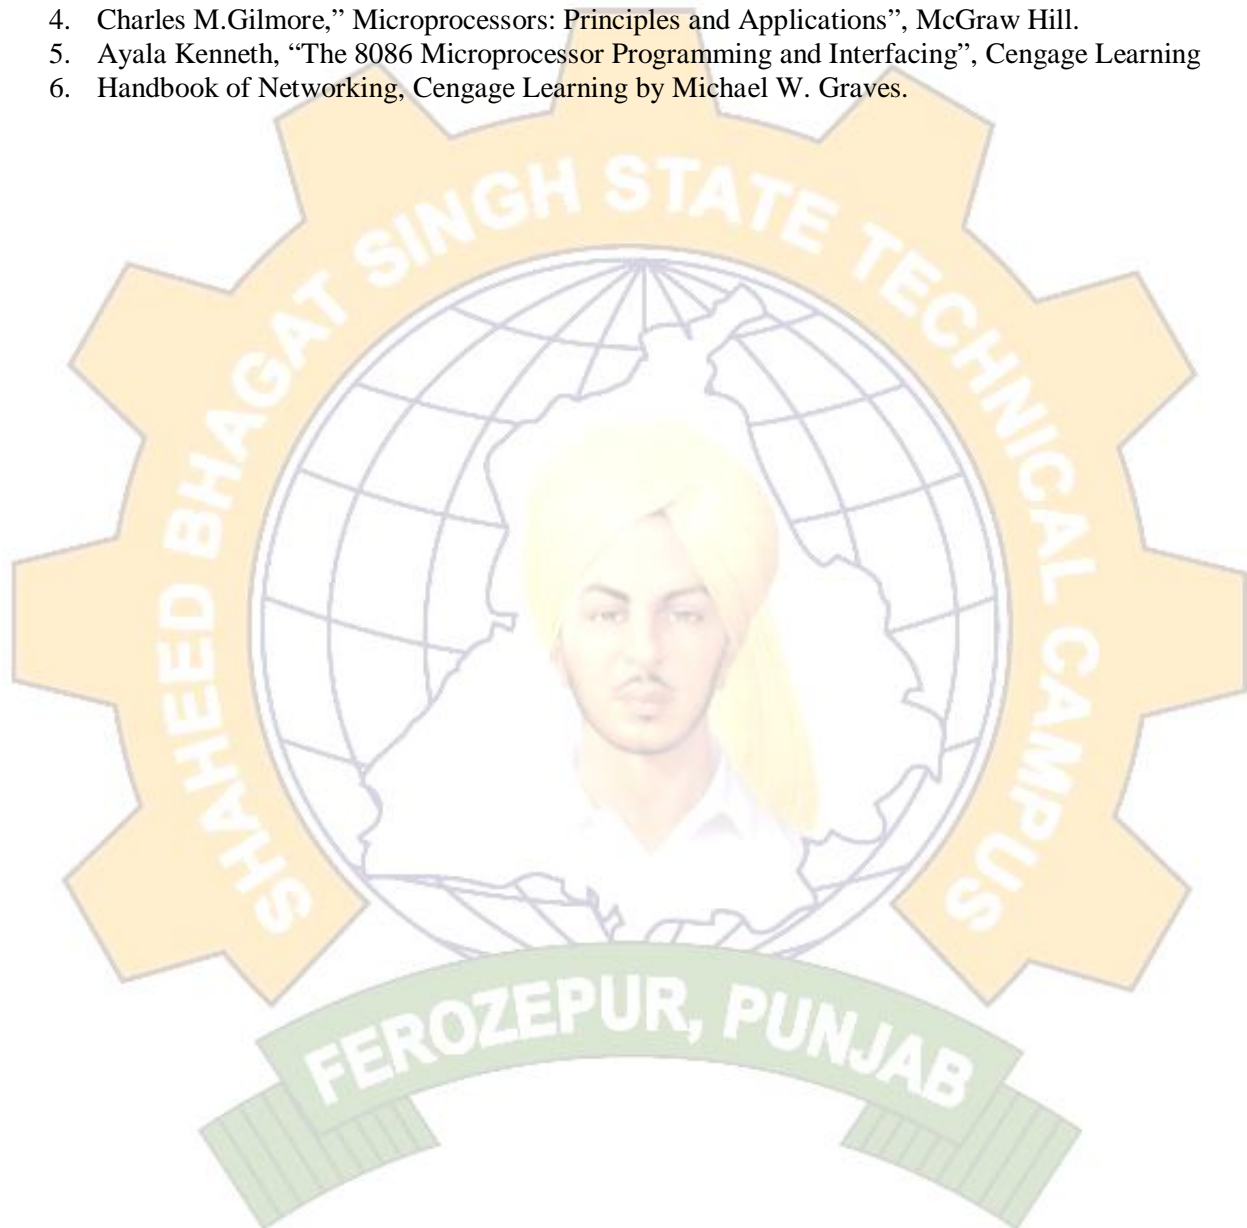 4. Charles M.Gilmore,” Microprocessors: Principles and Applications”, McGraw Hill.
5. Ayala Kenneth, “The 8086 Microprocessor Programming and Interfacing”, Cengage Learning
6. Handbook of Networking, Cengage Learning by Michael W. Graves.
SHAHEED BHAGAT SINGH STATE TECHNICAL CAMPUS
FEROZEPUR, PUNJAB